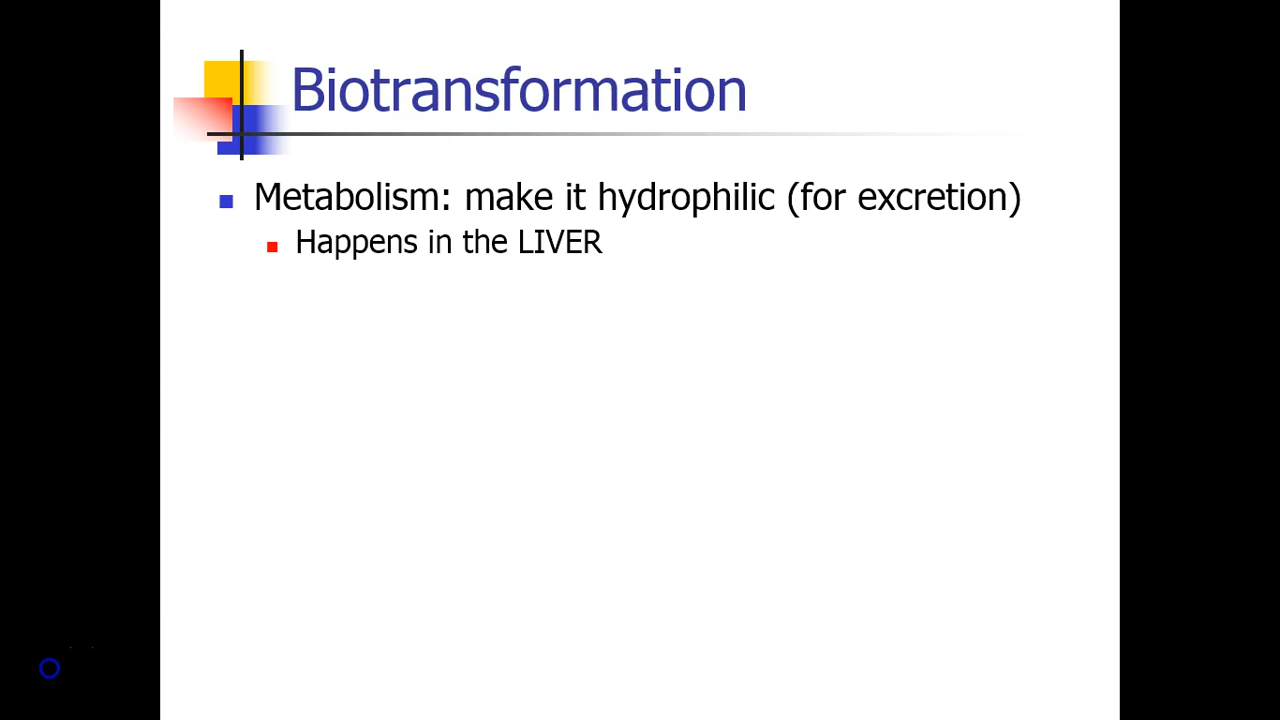 Biotransformation
Metabolism: make it hydrophilic (for excretion)
Happens in the LIVER